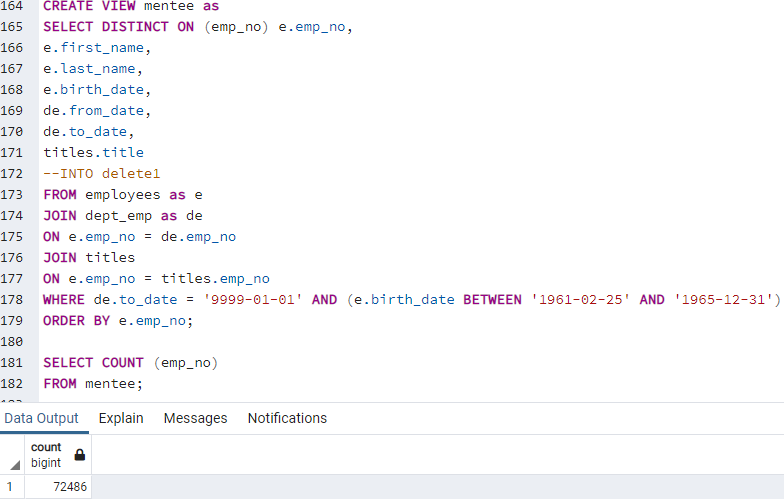 164 CREATE VIEW mentee as
165 SELECT DISTINCT ON (emp_no) e.emp_no,
166 e.first_name,
167 e.last_name,
168 e.birth_date,
169 de.from_date,
170 de.to_date,
171 titles.title
172 --INTO delete1
173 FROM employees as e
174 JOIN dept_emp as de
175 ON e.emp_no = de.emp_no
176 JOIN titles
177 ON e.emp_no = titles.emp_no
178 WHERE de.to_date = '9999-01-01' AND (e.birth_date BETWEEN '1961-02-25' AND '1965-12-31')
179 ORDER BY e.emp_no;
180
181 SELECT COUNT (emp_no)
182 FROM mentee;
Data Output Explain Messages Notifications
count
bigint
1 72486